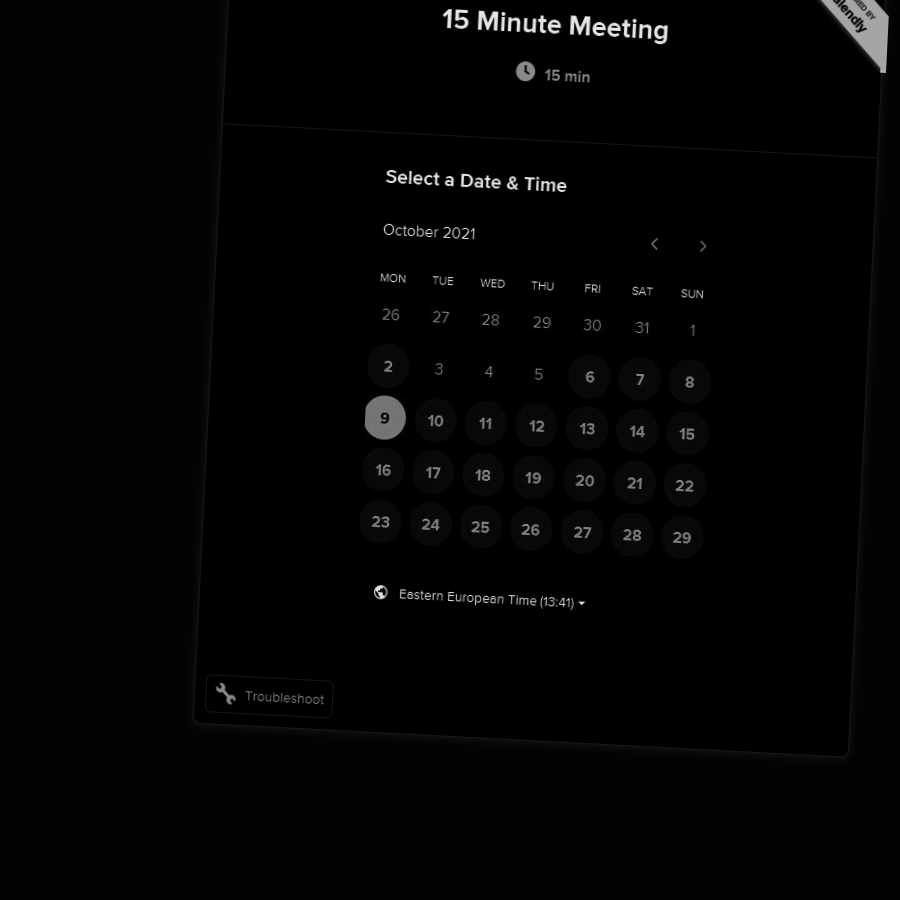 15 Minute Meeting
15 min
Select a Date & Time
October 2021
MON TUE WED THU FRI SAT SUN
26 27 28 29 30 31 1
2 3 4 5 6 7 8
9 10 11 12 13 14 15
16 17 18 19 20 21 22
23 24 25 26 27 28 29
Eastern European Time (13:41)
Troubleshoot